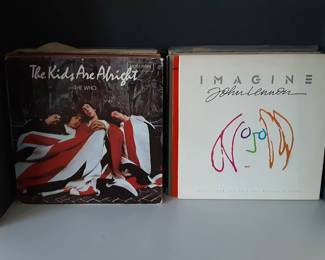 The Kids Are Alright
THE WHO
IMAGINE
John Lennon